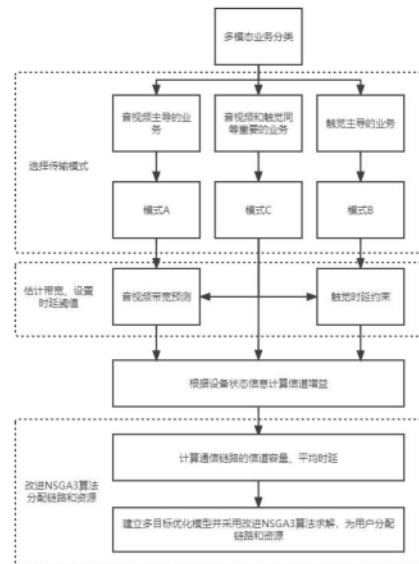 多模态业务分类
音视频主导的业
务
音视频和触觉同
等重要的业务
触觉主导的业务
选择传输模式
模式A
模式C
模式B
估计带宽、设置
时延阈值
音视频带宽预测
触觉时延约束
根据设备状态信息计算信道增益
改进NSGA3算法
分配链路和资源
计算通信链路的信道容量、平均时延
建立多目标优化模型并采用改进NSGA3算法求解，为用户分配
链路和资源